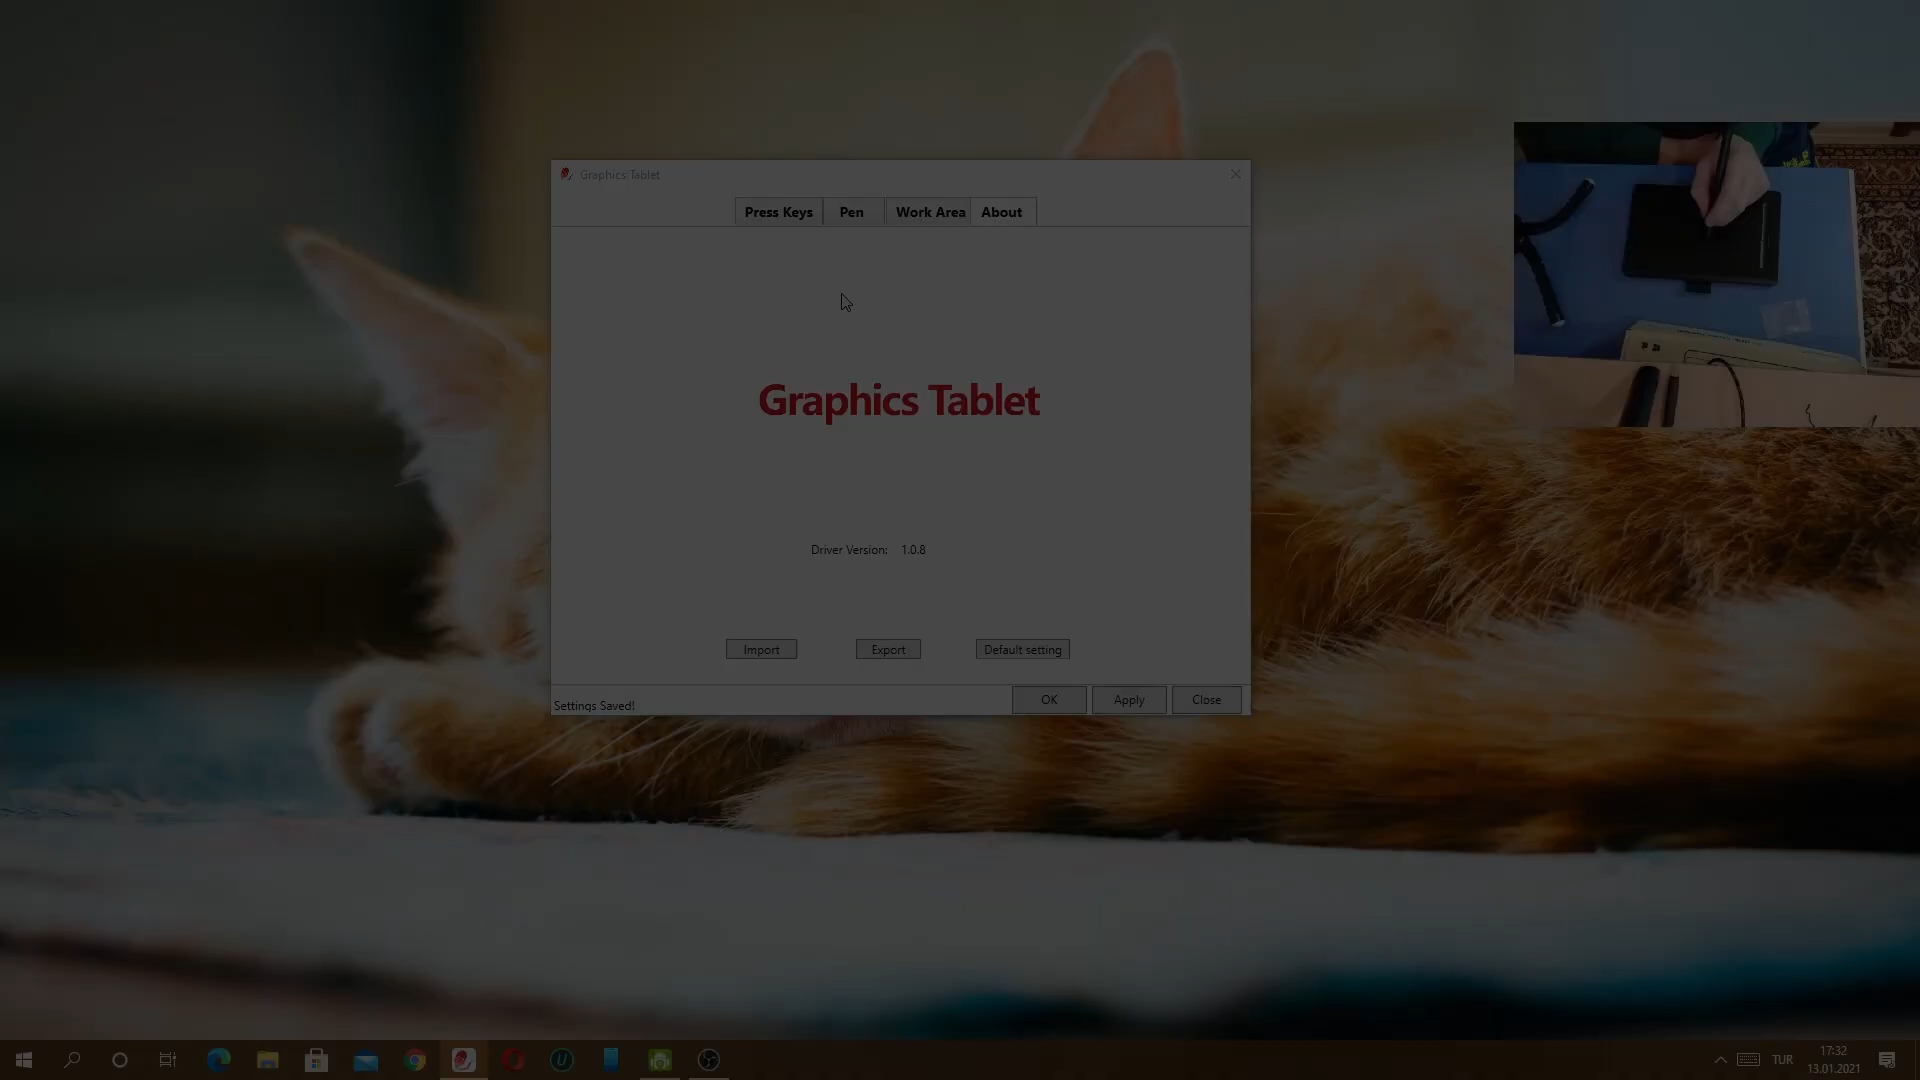 Graphics Tablet
Press Keys Pen Work Area About
Graphics Tablet
Driver Version: 1.0.8
Import Export Default setting
Settings Saved!
OK Apply Close
TUR
17:32
13.01.2021